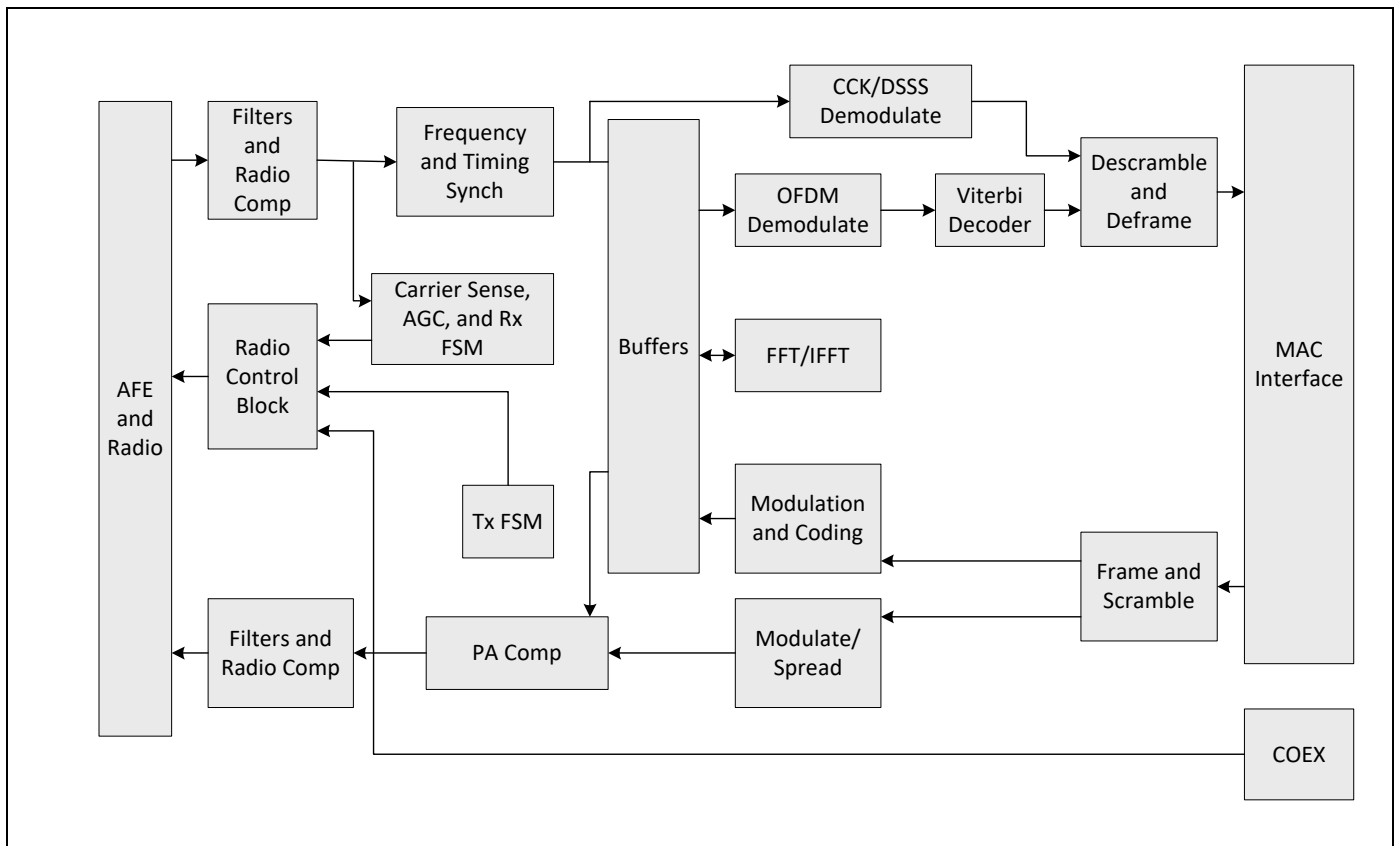 CCK/DSSS
Demodulate
Filters
and
Radio
Comp
Frequency
and Timing
Synch
Descramble
and
Deframe
OFDM
Demodulate
Viterbi
Decoder
Carrier Sense,
AGC, and Rx
FSM
Radio
Control
Block
Buffers
FFT/IFFT
MAC
Interface
AFE
and
Radio
Tx FSM
Modulation
and Coding
Frame and
Scramble
Filters and
Radio Comp
PA Comp
Modulate/
Spread
COEX